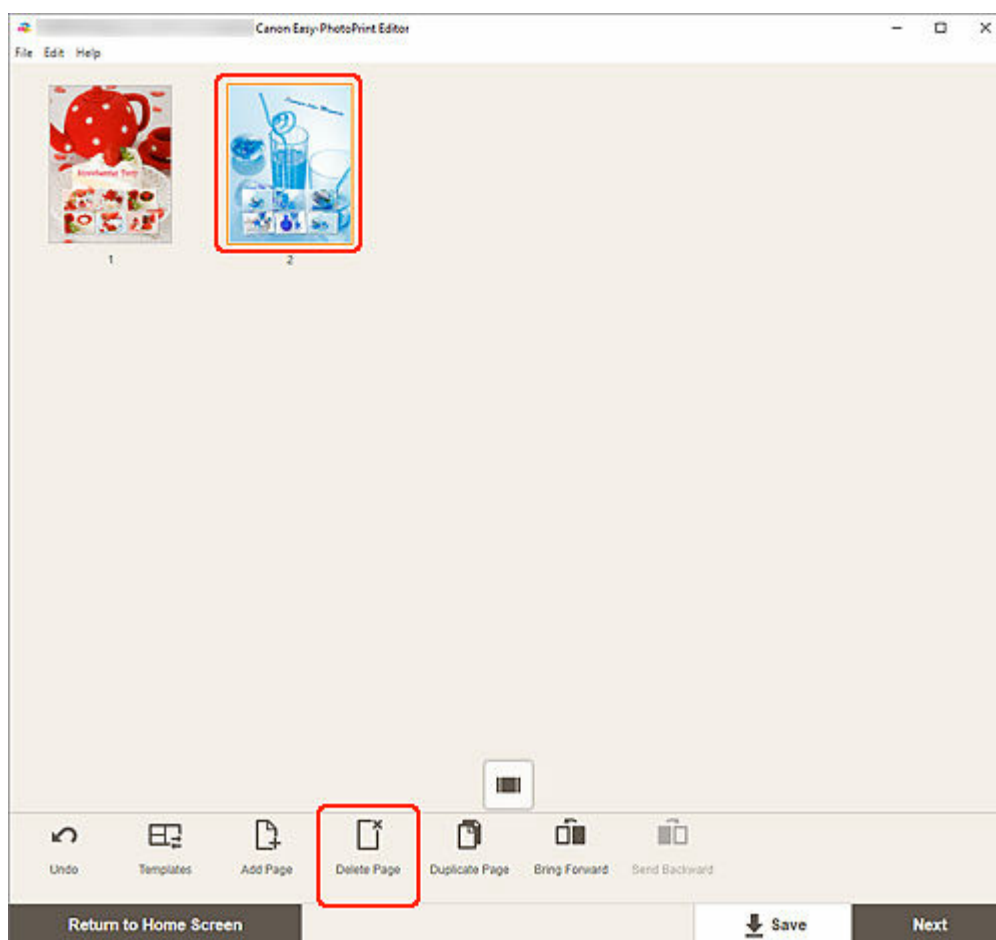 Canon Easy-PhotoPrint Editor
File Edit Help
1 2
Undo Templates Add Page Delete Page Duplicate Page Bring Forward Send Backward
Return to Home Screen Save Next